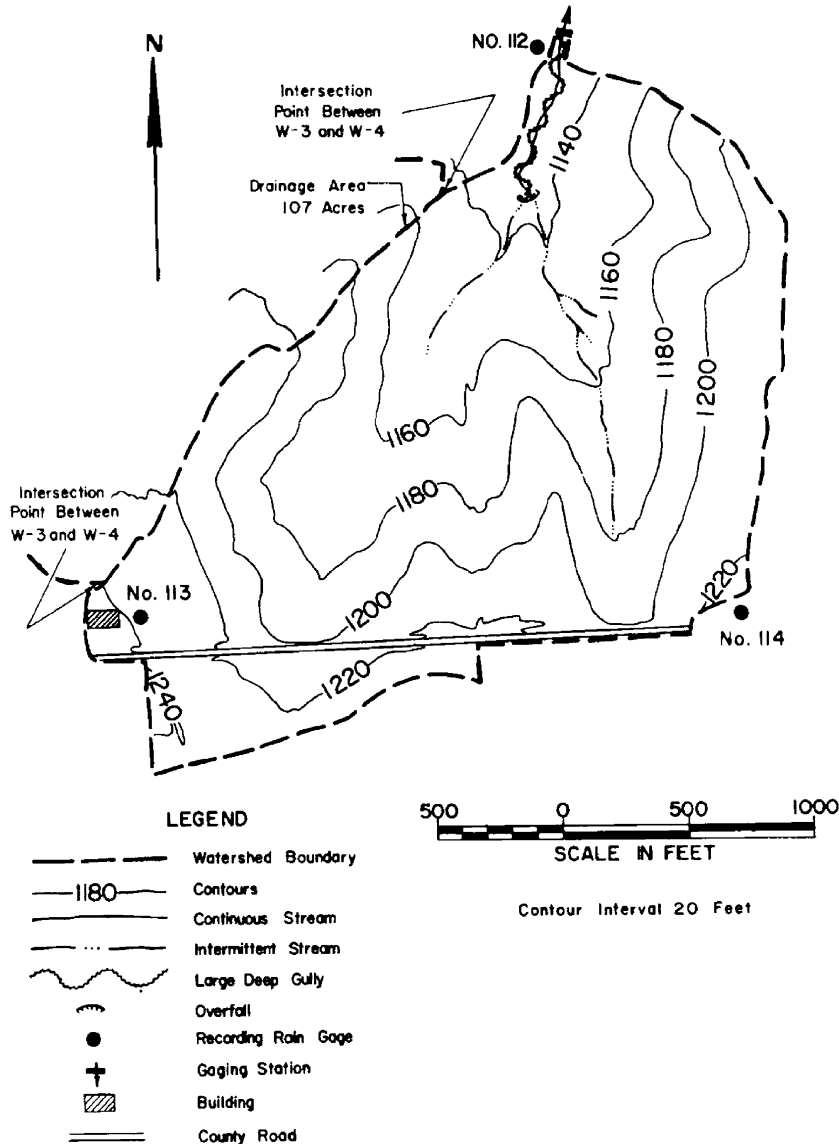 N
NO. 112
Intersection
Point Between
W-3 and W-4
1140
Drainage Area
107 Acres
1160
1180
1200
1160
1180
Intersection
Point Between
W-3 and W-4
No. 113
1200
1220
No. 114
1220
1240
LEGEND
Watershed Boundary
1180
Contours
Continuous Stream
Intermittent Stream
Large Deep Gully
Overfall
Recording Rain Gage
Gaging Station
Building
County Road
500 0 500 1000
SCALE IN FEET
Contour Interval 20 Feet